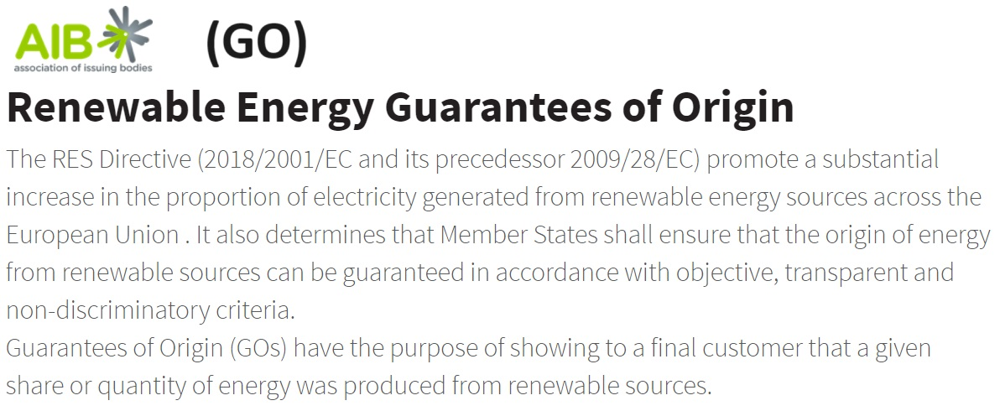 AIB
association of issuing bodies
(GO)
Renewable Energy Guarantees of Origin
The RES Directive (2018/2001/EC and its precedessor 2009/28/EC) promote a substantial
increase in the proportion of electricity generated from renewable energy sources across the
European Union . It also determines that Member States shall ensure that the origin of energy
from renewable sources can be guaranteed in accordance with objective, transparent and
non-discriminatory criteria.
Guarantees of Origin (GOs) have the purpose of showing to a final customer that a given
share or quantity of energy was produced from renewable sources.